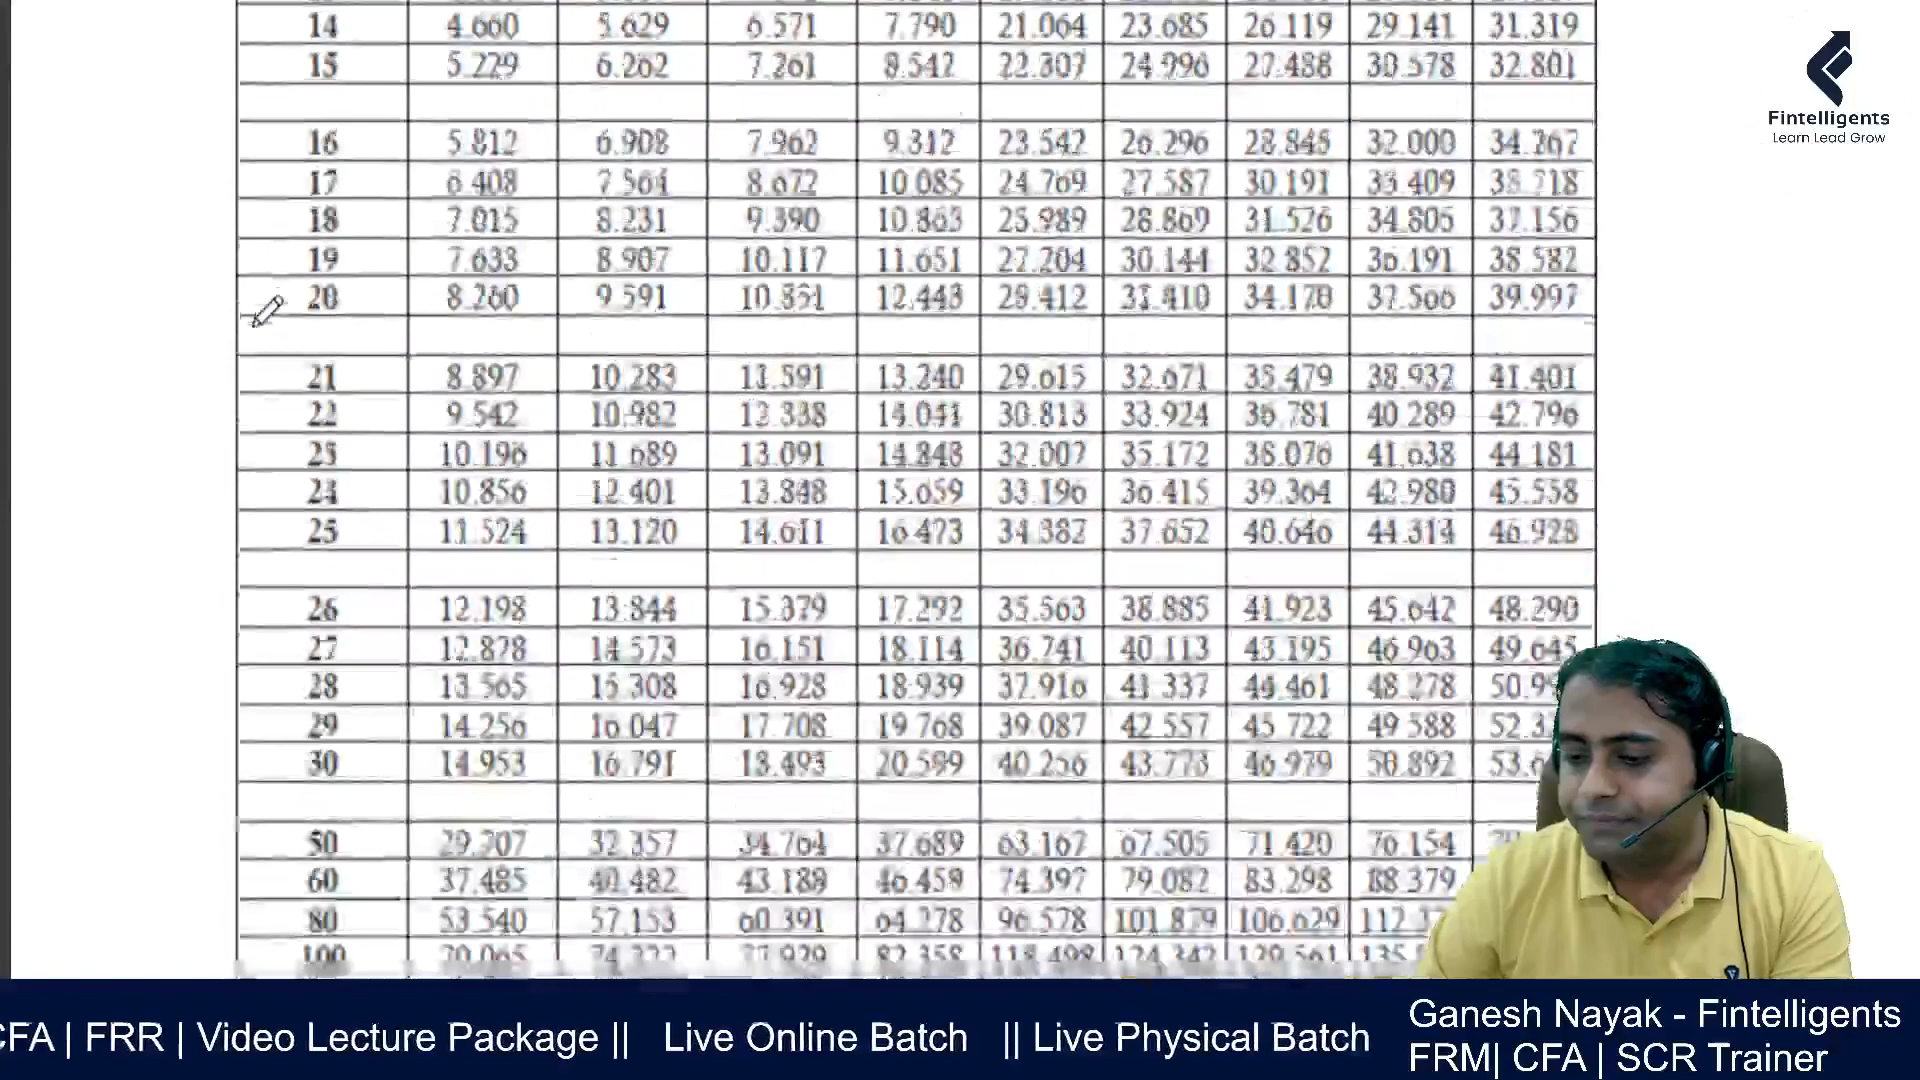 14 4.660 5.629 6.571 7.790 21.064 23.685 26.119 29.141 31.319
15 5.229 6.262 7.261 8.547 22.307 24.996 27.488 30.578 32.801
16 5.812 6.908 7.962 9.312 23.542 26.296 28.845 32.000 34.267
17 6.408 7.564 8.672 10.085 24.769 27.587 30.191 33.409
18 7.015 8.231 9.390 10.865 25.989 28.869 31.526 34.805 37.156
19 7.633 8.907 10.117 11.651 27.204 30.144 32.852 36.191 38.582
20 8.260 9.591 10.851 12.443 28.412 31.410 34.170 37.566 39.997
21 8.897 10.283 11.591 13.240 29.615 32.671 35.479 38.932 41.401
22 9.542 10.982 12.338 14.041 30.813 33.924 36.781 40.289 42.796
23 10.196 11.689 13.091 14.848 32.007 35.172 38.076 41.638 44.181
24 10.856 12.401 13.848 15.659 33.196 36.415 39.364 42.980 45.558
25 11.524 13.120 14.611 16.473 34.382 37.652 40.646 44.314 46.928
26 12.198 13.844 15.379 17.292 35.563 38.885 41.923 45.642 48.290
27 12.878 14.573 16.151 18.114 36.741 40.113 43.195 46.963 49.645
28 13.565 15.308 16.928 18.939 37.916 41.337 44.461 48.278
29 14.256 16.047 17.708 19.768 39.087 42.557 45.722 49.588
30 14.953 16.791 18.493 20.599 40.256 43.773 46.979 50.892
50 29.707 32.357 34.764 37.689 63.167 67.505 71.420 76.154
60 37.485 40.482 43.188 46.459 74.397 79.082 83.298 88.379
80 53.540 57.153 60.391 64.278 96.578 101.879 106.629
100 70.065 74.222 77.929 82.358 118.498 124.342 129.561
Fintelligents
Learn Lead Grow
CFA | FRR | Video Lecture Package || Live Online Batch || Live Physical Batch
Ganesh Nayak - Fintelligents
FRM| CFA | SCR Trainer